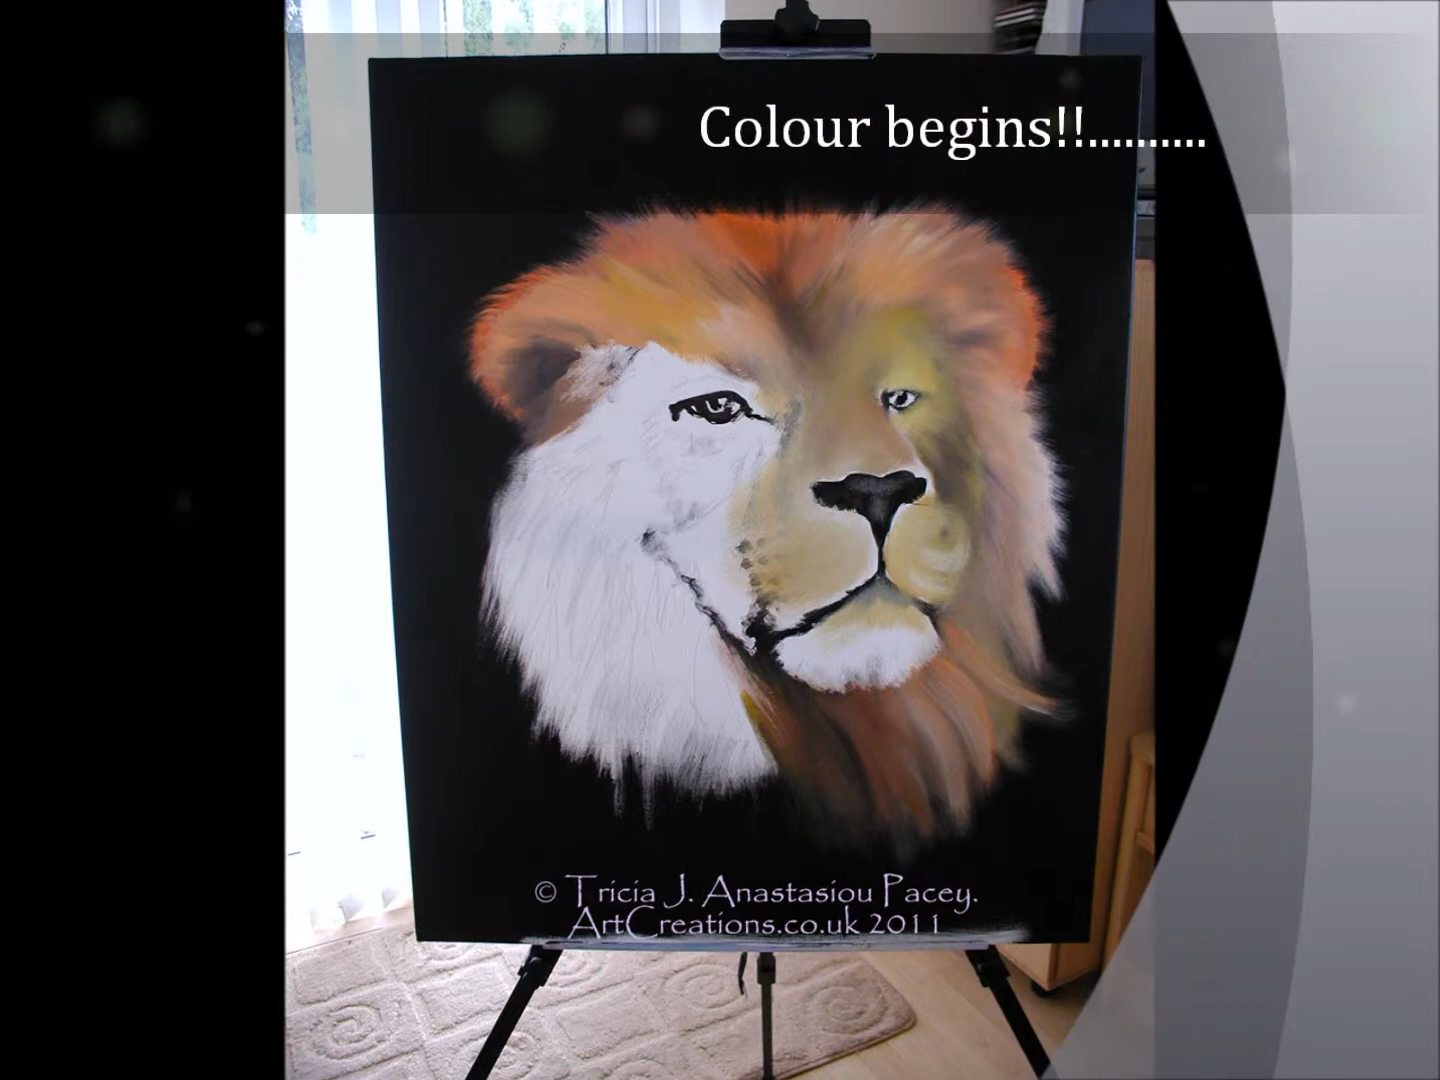 Colour begins!!..........
© Tricia J. Anastasiou Pacey.
ArtCreations.co.uk 2011